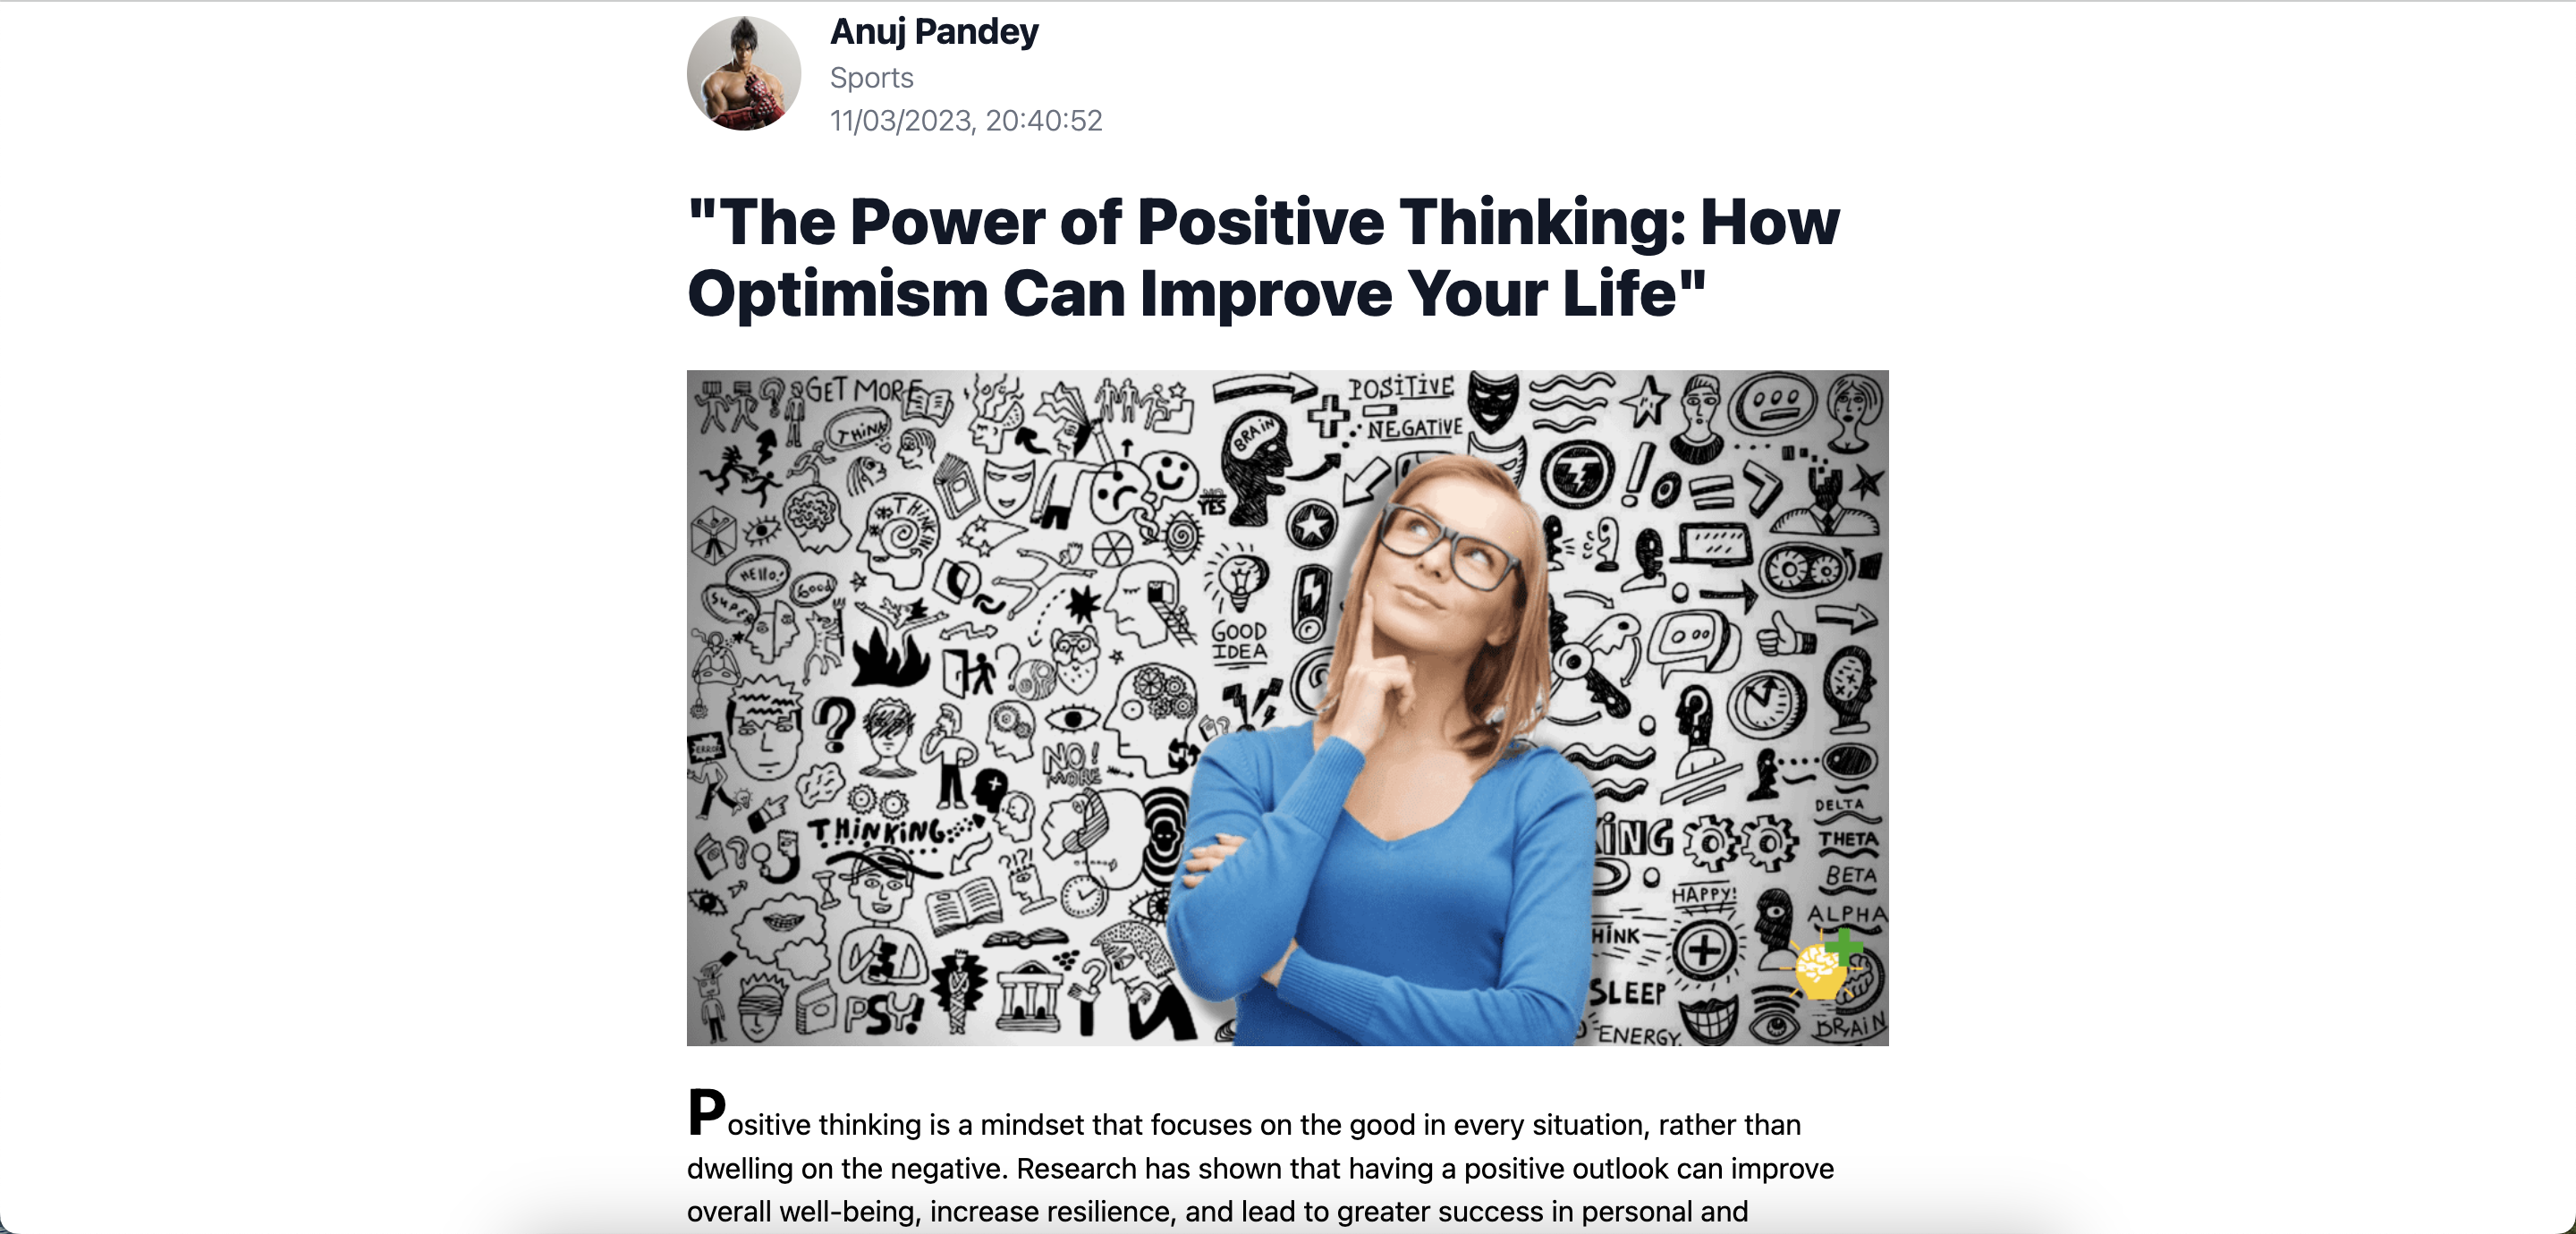 Anuj Pandey
Sports
11/03/2023, 20:40:52
"The Power of Positive Thinking: How
Optimism Can Improve Your Life"
GET MORE
THINK
BRAIN
POSITIVE
NEGATIVE
NO
YES
THINKING
HELLO!
GOOD
SUPER
GOOD
IDEA
ERROR
NO!
MORE
THINKING
?!?!
PSY!
KING
DELTA
THETA
BETA
ALPHA
HAPPY!
HINK
SLEEP
ENERGY
BRAIN
Positive thinking is a mindset that focuses on the good in every situation, rather than
dwelling on the negative. Research has shown that having a positive outlook can improve
overall well-being, increase resilience, and lead to greater success in personal and